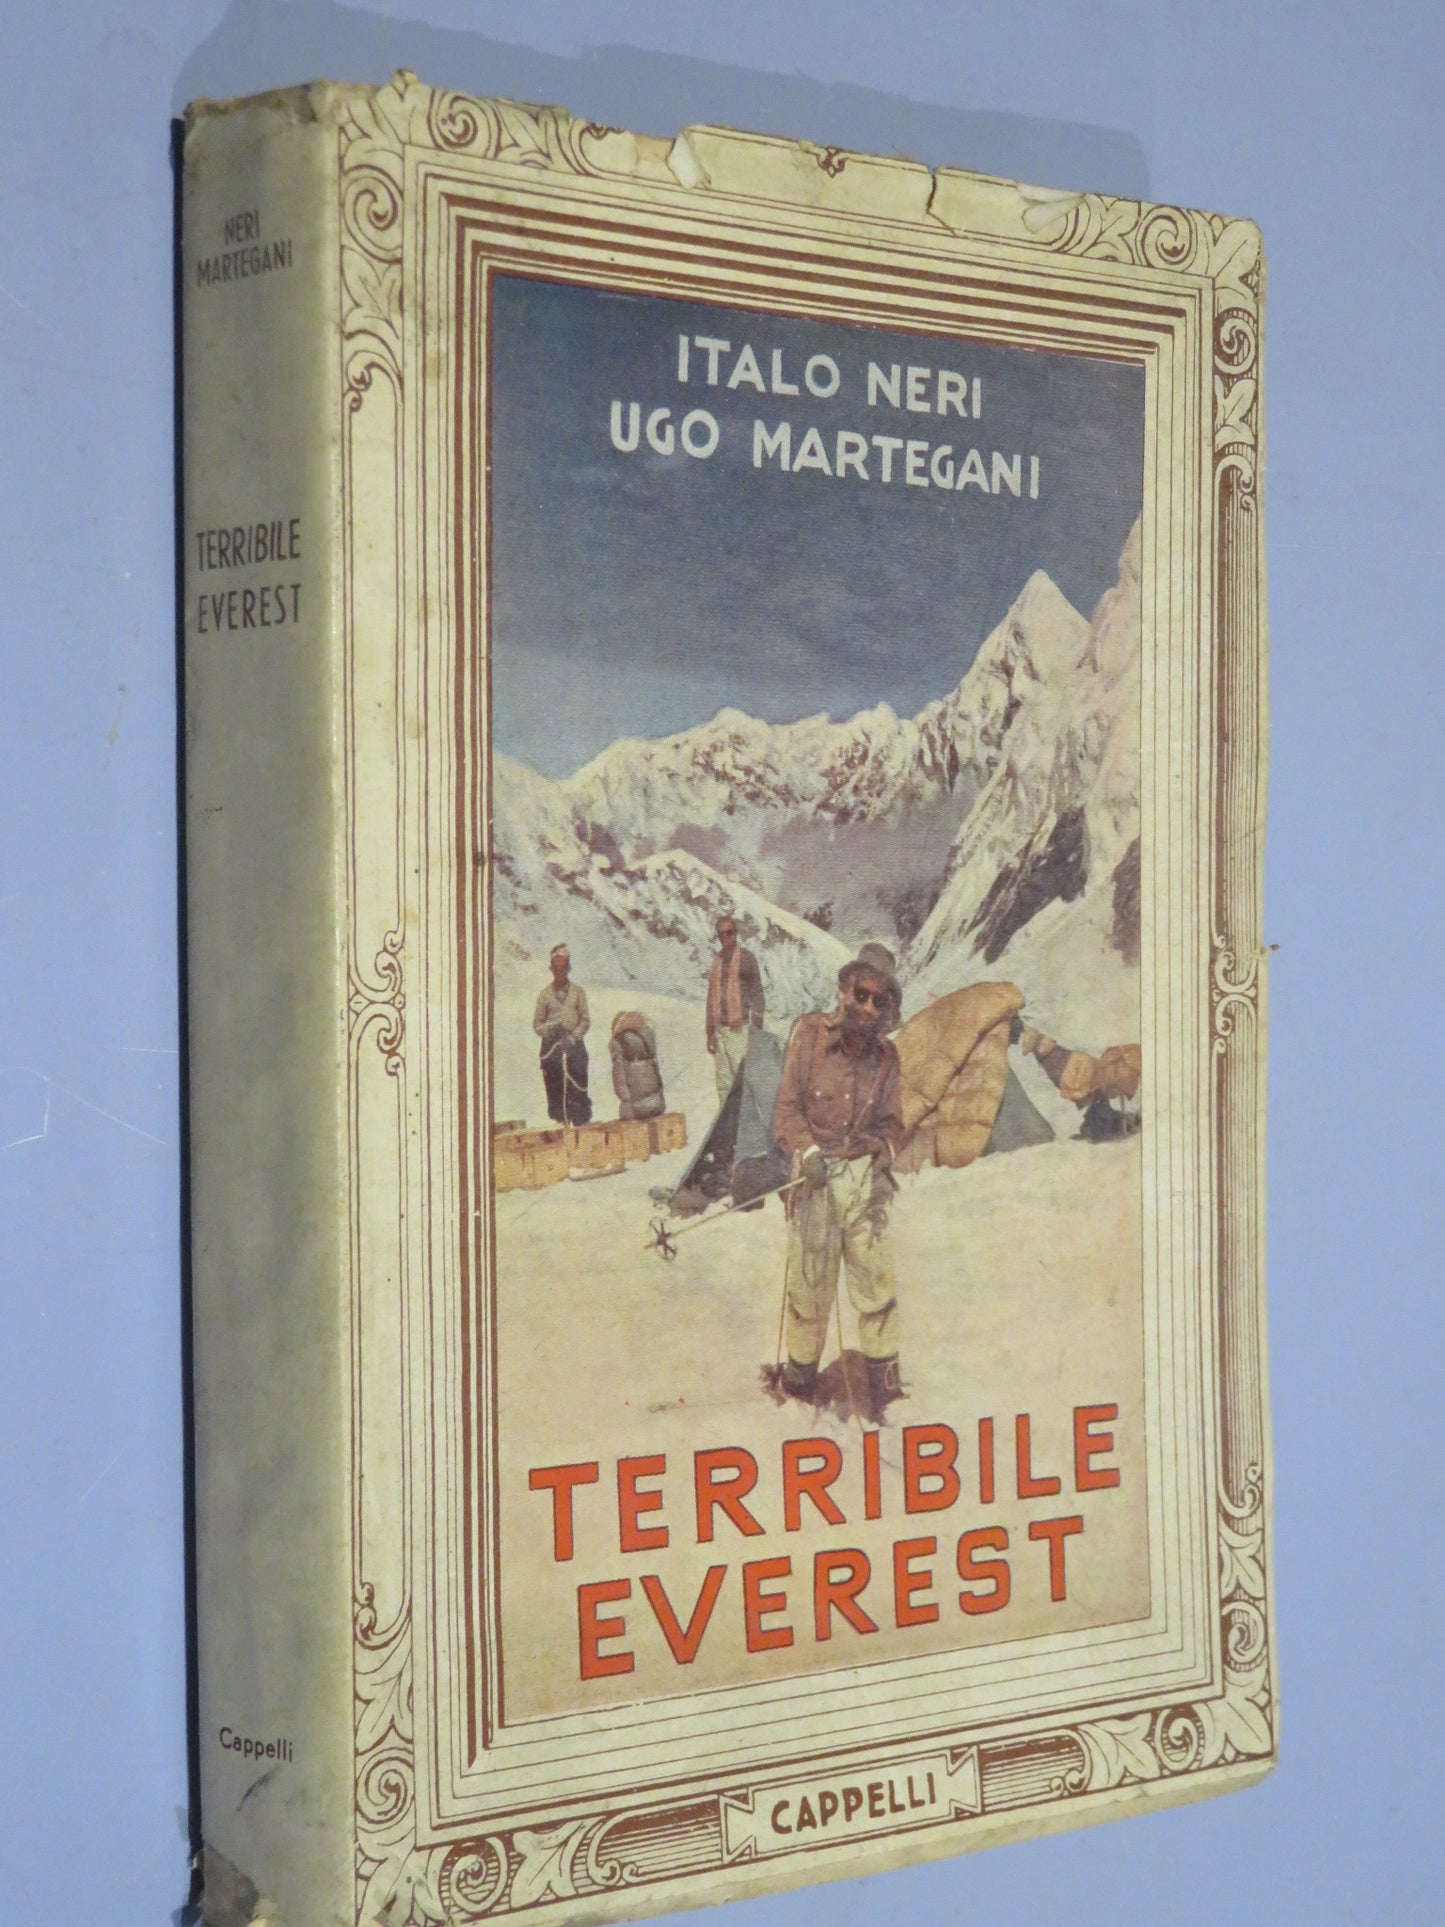 NERI
MARTEGANI
TERRIBILE
EVEREST
Cappelli
ITALO NERI
UGO MARTEGANI
TERRIBILE
EVEREST
CAPPELLI